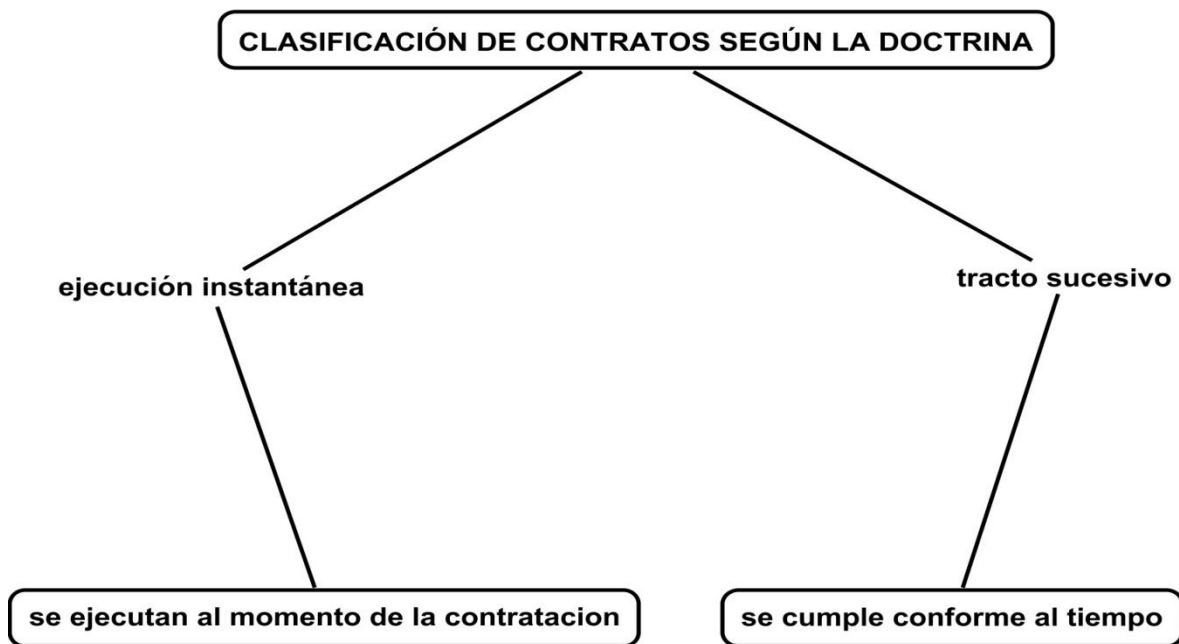 CLASIFICACIÓN DE CONTRATOS SEGÚN LA DOCTRINA
ejecución instantánea
tracto sucesivo
se ejecutan al momento de la contratacion
se cumple conforme al tiempo